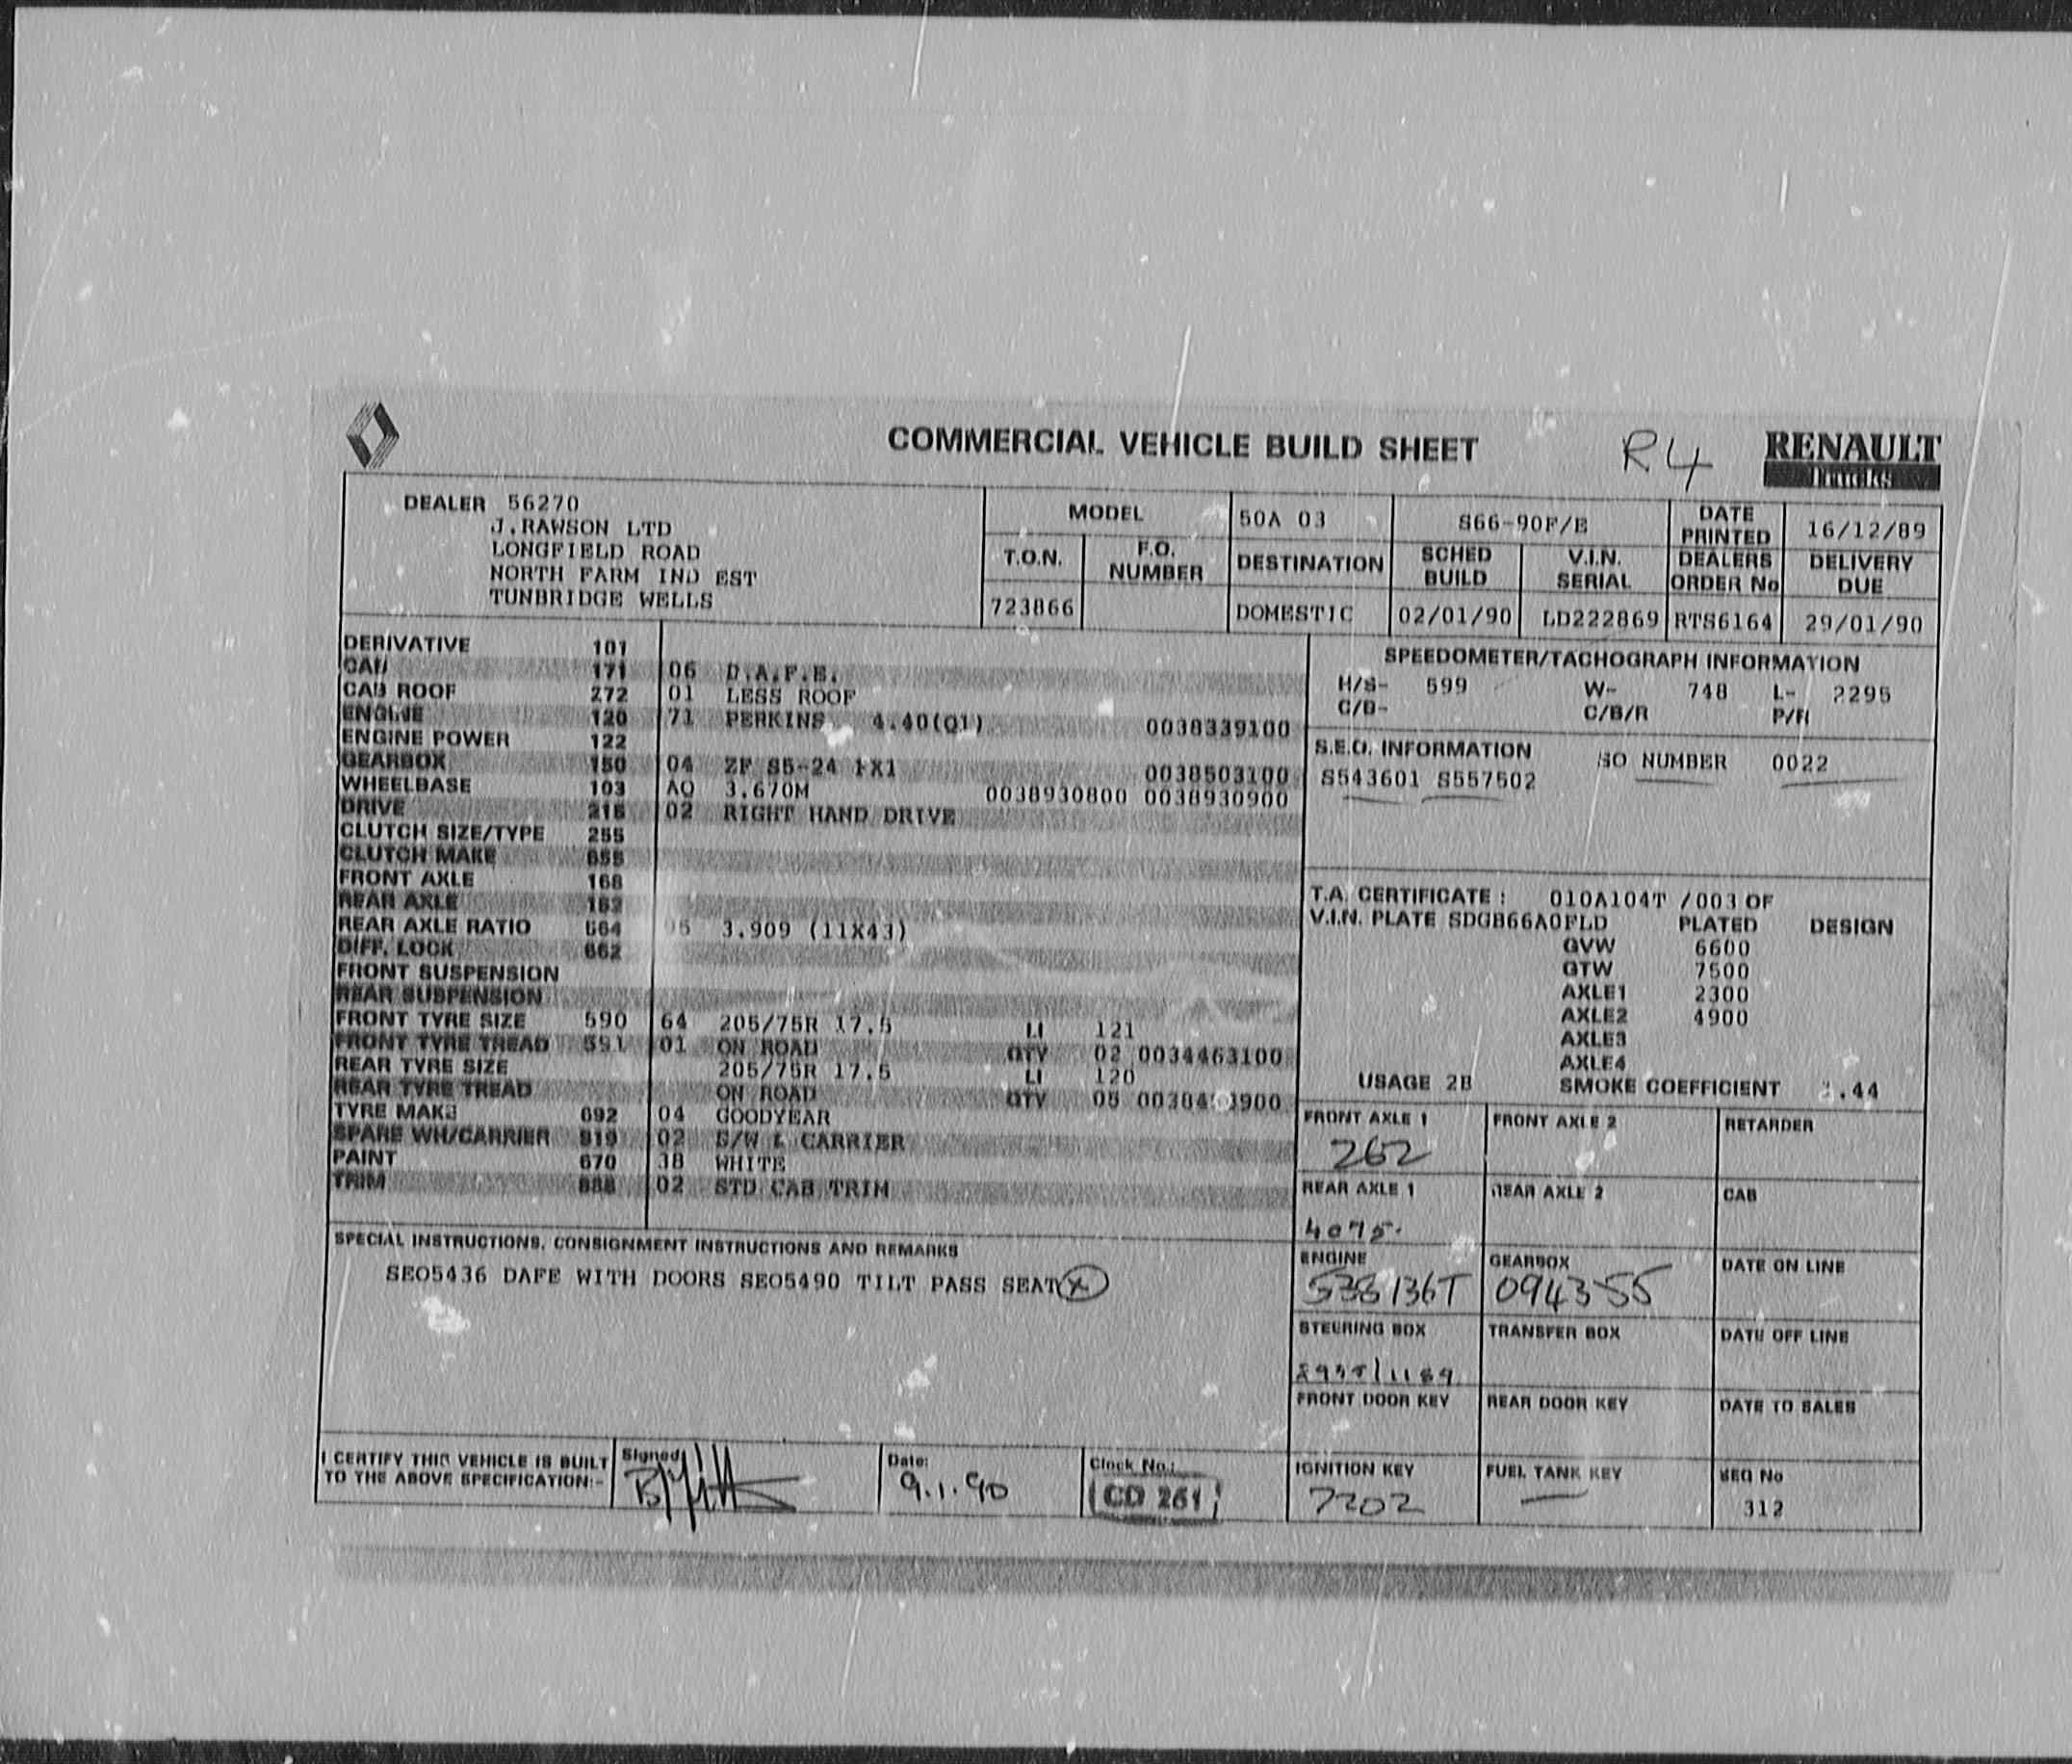 COMMERCIAL VEHICLE BUILD SHEET
R4
RENAULT
Trucks
DEALER 56270
J.RAWSON LTD
LONGFIELD ROAD
NORTH FARM IND EST
TUNBRIDGE WELLS
MODEL 50A 03 S66-90F/E DATE PRINTED 16/12/89
T.O.N. F.O. NUMBER DESTINATION SCHED BUILD V.I.N. SERIAL DEALERS ORDER No DELIVERY DUE
723866 DOMESTIC 02/01/90 LD222869 RTS6164 29/01/90
DERIVATIVE 101
CAB 171 06 D.A.F.E.
CAB ROOF 272 01 LESS ROOF
ENGINE 120 71 PERKINS 4.40(Q1) 0038339100
ENGINE POWER 122
GEARBOX 150 04 ZF S5-24 0038503100
WHEELBASE 103 AQ 3.670M 0038930800 0038930900
DRIVE 216 02 RIGHT HAND DRIVE
CLUTCH SIZE/TYPE 255
CLUTCH MAKE
FRONT AXLE 168
REAR AXLE
REAR AXLE RATIO 664 3.909 (11X43)
DIFF. LOCK 662
FRONT SUSPENSION
REAR SUSPENSION
FRONT TYRE SIZE 590 64 205/75R 17.5 LI 121
FRONT TYRE TREAD 591 01 ON ROAD QTY 02 0034463100
REAR TYRE SIZE 205/75R 17.5 LI 120
REAR TYRE TREAD ON ROAD QTY 05
TYRE MAKE 692 04 GOODYEAR
SPARE WH/CARRIER 919 02 S/W & CARRIER
PAINT 670 38 WHITE
TRIM 888 02 STD CAB TRIM
SPECIAL INSTRUCTIONS, CONSIGNMENT INSTRUCTIONS AND REMARKS
SEO5436 DAFE WITH DOORS SEO5490 TILT PASS SEAT
SPEEDOMETER/TACHOGRAPH INFORMATION
H/S- 599 W- 748 L- 2295
C/D- C/B/R P/R
S.E.O. INFORMATION SO NUMBER 0022
S543601 S557502
T.A. CERTIFICATE : 010A104T /003 OF
V.I.N. PLATE SDGB66A0FLD PLATED DESIGN
GVW 6600
GTW 7500
AXLE1 2300
AXLE2 4900
AXLE3
AXLE4
USAGE 2B SMOKE COEFFICIENT
FRONT AXLE 1 FRONT AXLE 2 RETARDER
262
REAR AXLE 1 REAR AXLE 2 CAB
4075.
ENGINE GEARBOX DATE ON LINE
094355
STEERING BOX TRANSFER BOX DATE OFF LINE
FRONT DOOR KEY REAR DOOR KEY DATE TO SALES
IGNITION KEY FUEL TANK KEY SEQ No
7202 — 312
I CERTIFY THIS VEHICLE IS BUILT
TO THE ABOVE SPECIFICATION:-
Signed:
Date:
9.1.90
Clock No.:
CD 261